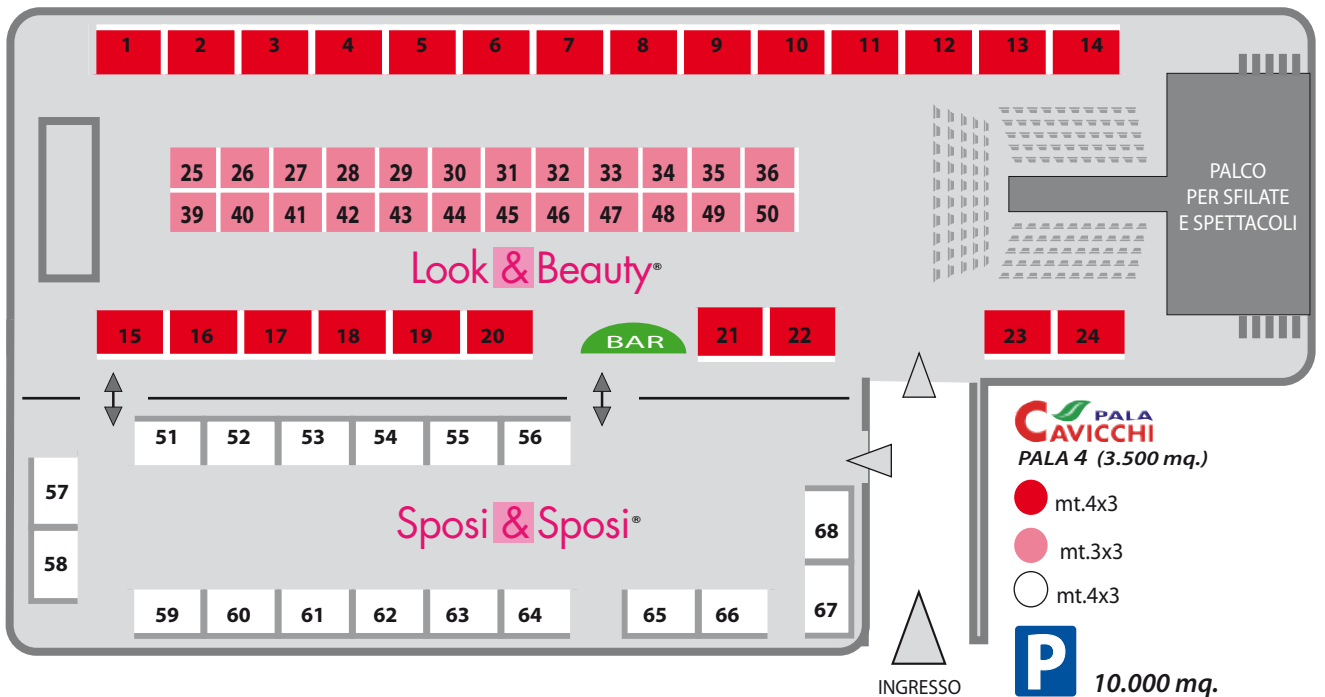 1 2 3 4 5 6 7 8 9 10 11 12 13 14
25 26 27 28 29 30 31 32 33 34 35 36
39 40 41 42 43 44 45 46 47 48 49 50
PALCO
PER SFILATE
E SPETTACOLI
Look & Beauty®
15 16 17 18 19 20 BAR 21 22 23 24
51 52 53 54 55 56
57
58
Sposi & Sposi®
68
67
59 60 61 62 63 64 65 66
INGRESSO
PALA
CAVICCHI
PALA 4 (3.500 mq.)
mt.4x3
mt.3x3
mt.4x3
P 10.000 mq.